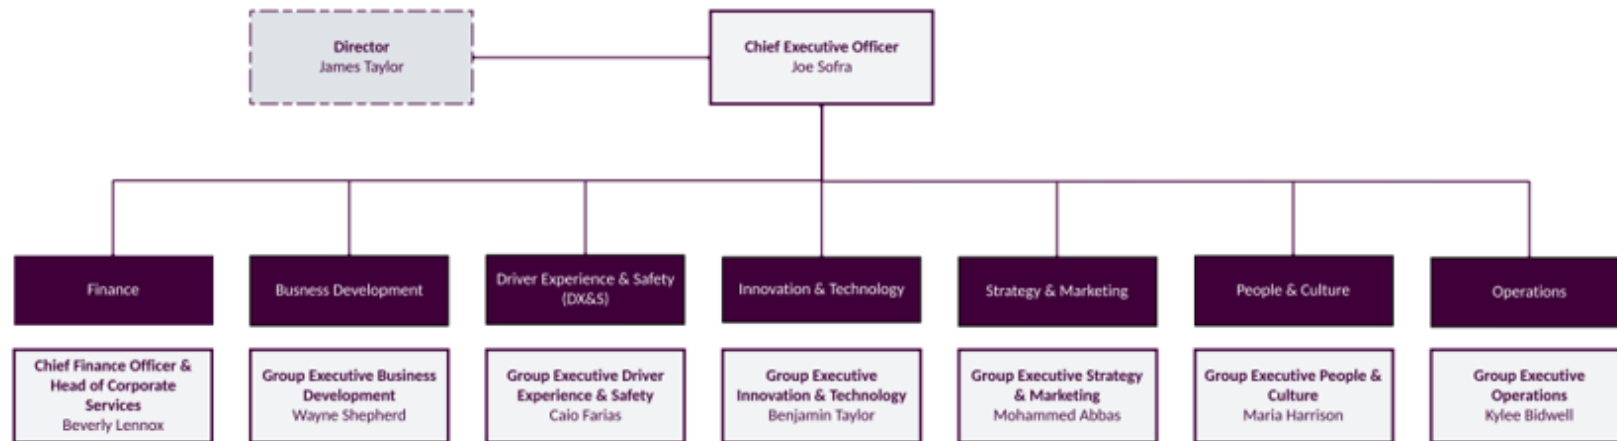 Director
James Taylor
Chief Executive Officer
Joe Sofra
Finance
Busness Development
Driver Experience & Safety
(DX&S)
Innovation & Technology
Strategy & Marketing
People & Culture
Operations
Chief Finance Officer &
Head of Corporate
Services
Beverly Lennox
Group Executive Business
Development
Wayne Shepherd
Group Executive Driver
Experience & Safety
Caio Farias
Group Executive
Innovation & Technology
Benjamin Taylor
Group Executive Strategy
& Marketing
Mohammed Abbas
Group Executive People &
Culture
Maria Harrison
Group Executive
Operations
Kylee Bidwell